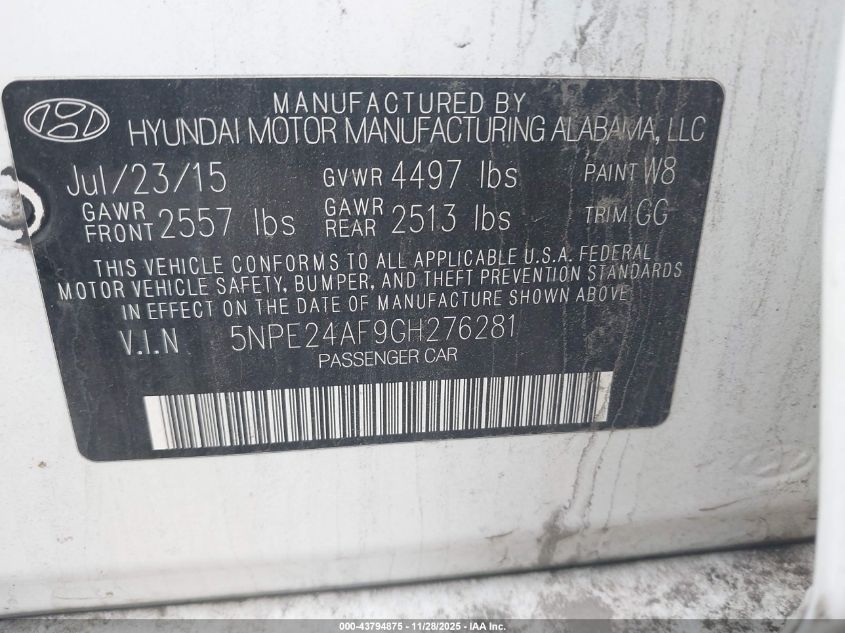 MANUFACTURED BY
HYUNDAI MOTOR MANUFACTURING ALABAMA, LLC
Jul/23/15 GVWR 4497 lbs PAINT W8
GAWR FRONT 2557 lbs GAWR REAR 2513 lbs TRIM GG
THIS VEHICLE CONFORMS TO ALL APPLICABLE U.S.A. FEDERAL
MOTOR VEHICLE SAFETY, BUMPER, AND THEFT PREVENTION STANDARDS
IN EFFECT ON THE DATE OF MANUFACTURE SHOWN ABOVE
V.I.N 5NPE24AF9GH276281
PASSENGER CAR
000-43794875 - 11/28/2025 - IAA Inc.